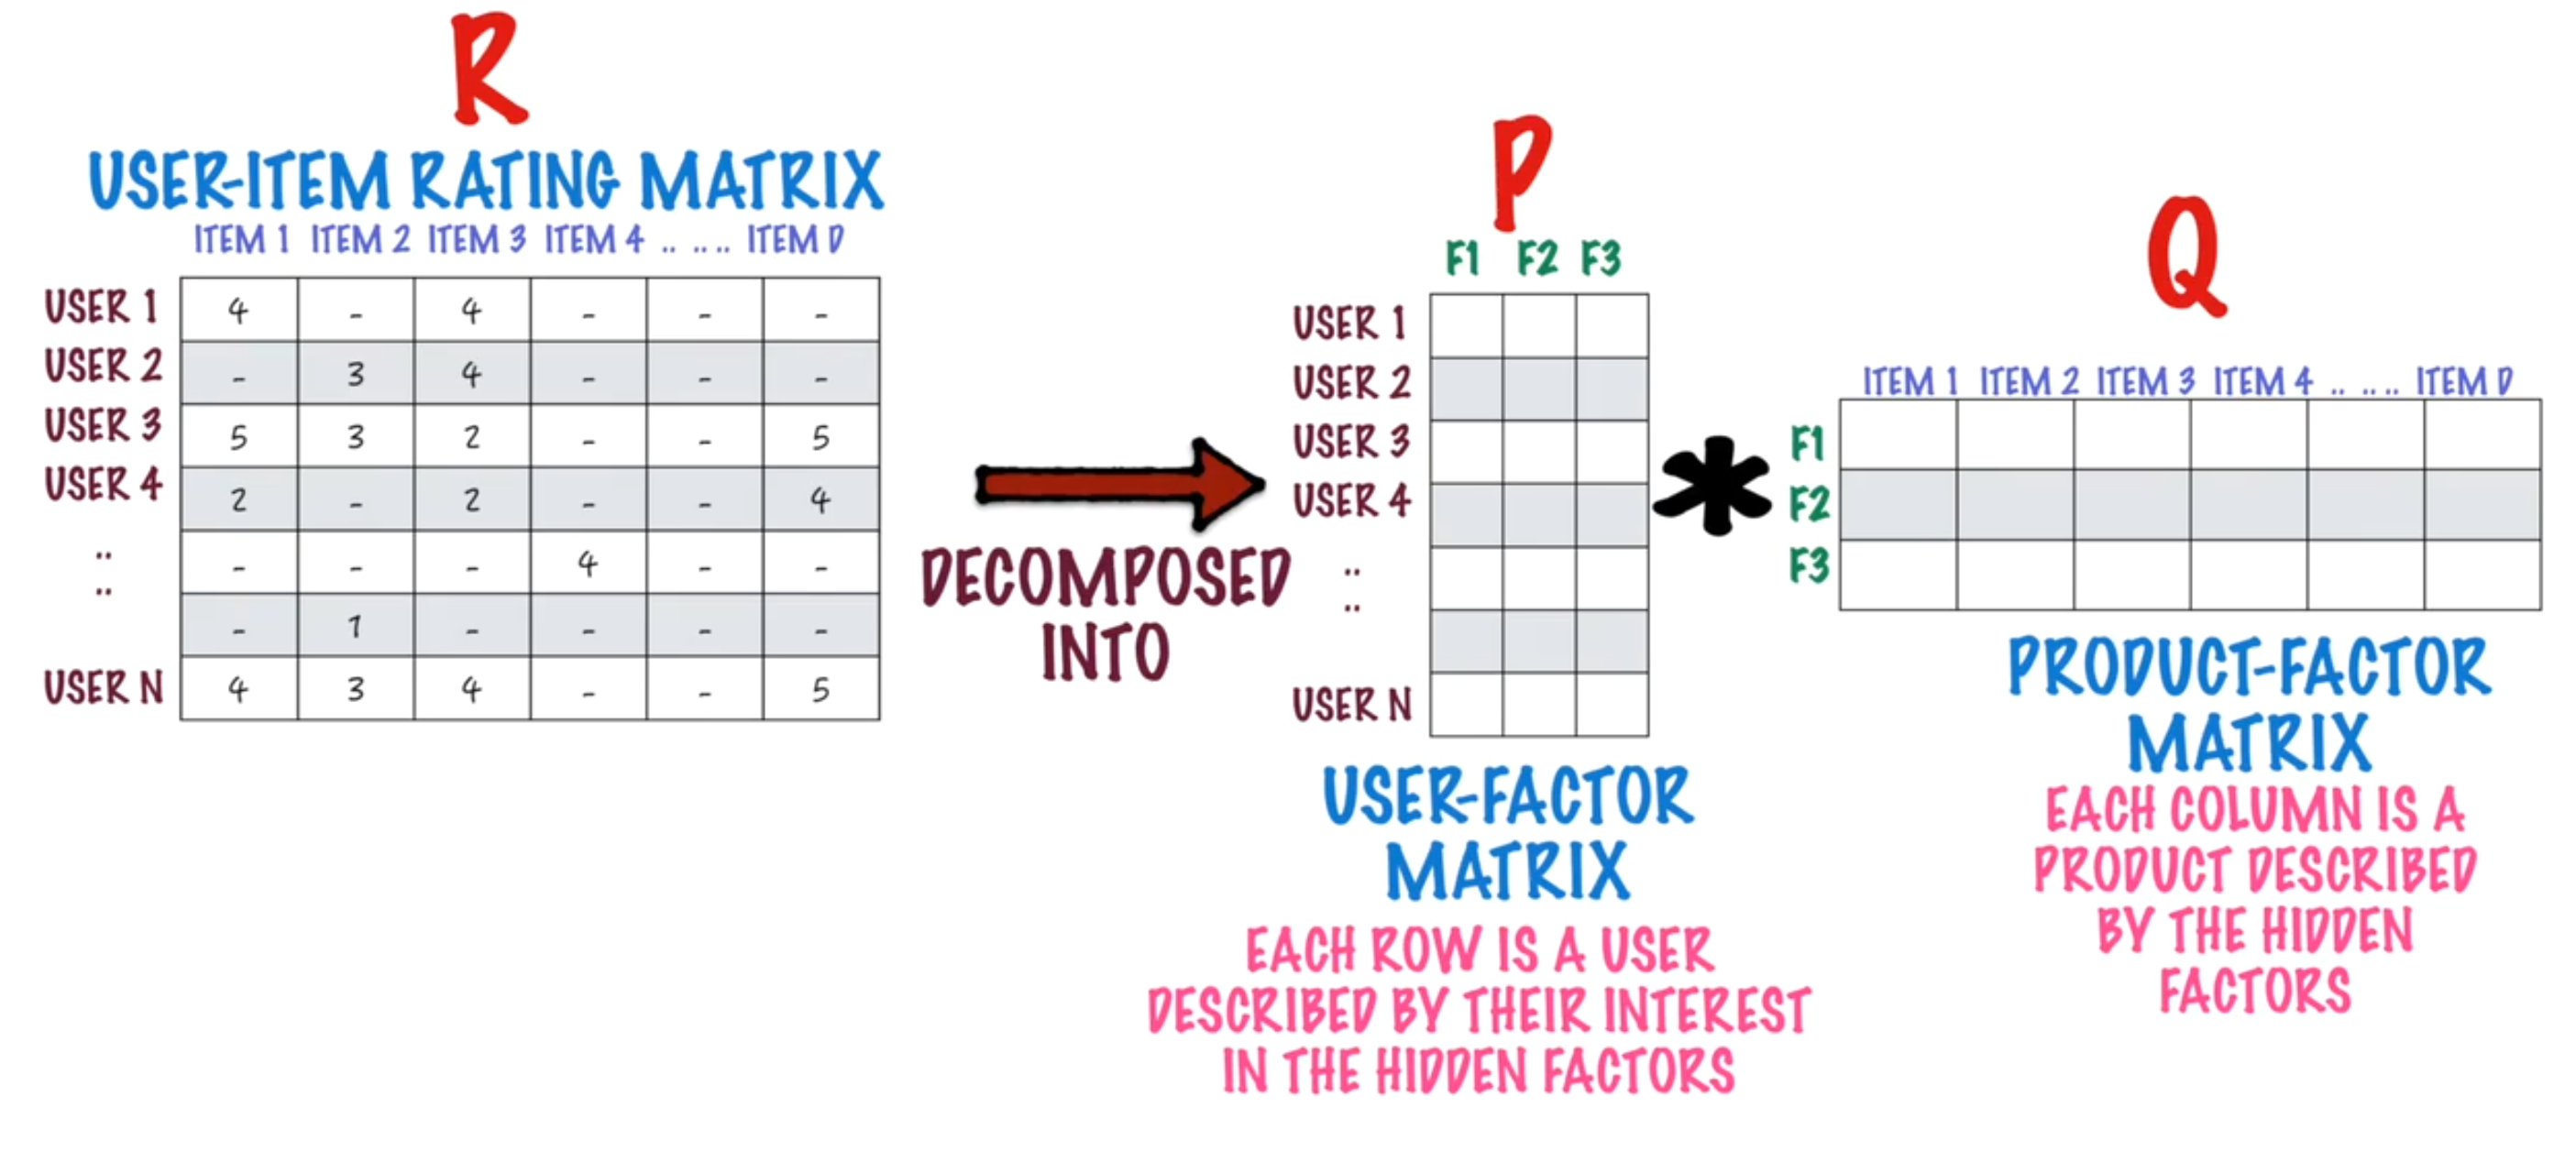 R
USER-ITEM RATING MATRIX
ITEM 1 ITEM 2 ITEM 3 ITEM 4 .. .. .. ITEM D
USER 1 4 - 4 - - -
USER 2 - 3 4 - - -
USER 3 5 3 2 - - 5
USER 4 2 - 2 - - 4
:: - - - 4 - -
- 1 - - - -
USER N 4 3 4 - - 5
DECOMPOSED
INTO
P
F1 F2 F3
USER 1
USER 2
USER 3
USER 4
::
USER N
USER-FACTOR
MATRIX
EACH ROW IS A USER
DESCRIBED BY THEIR INTEREST
IN THE HIDDEN FACTORS
*
Q
ITEM 1 ITEM 2 ITEM 3 ITEM 4 .. .. .. ITEM D
F1
F2
F3
PRODUCT-FACTOR
MATRIX
EACH COLUMN IS A
PRODUCT DESCRIBED
BY THE HIDDEN
FACTORS